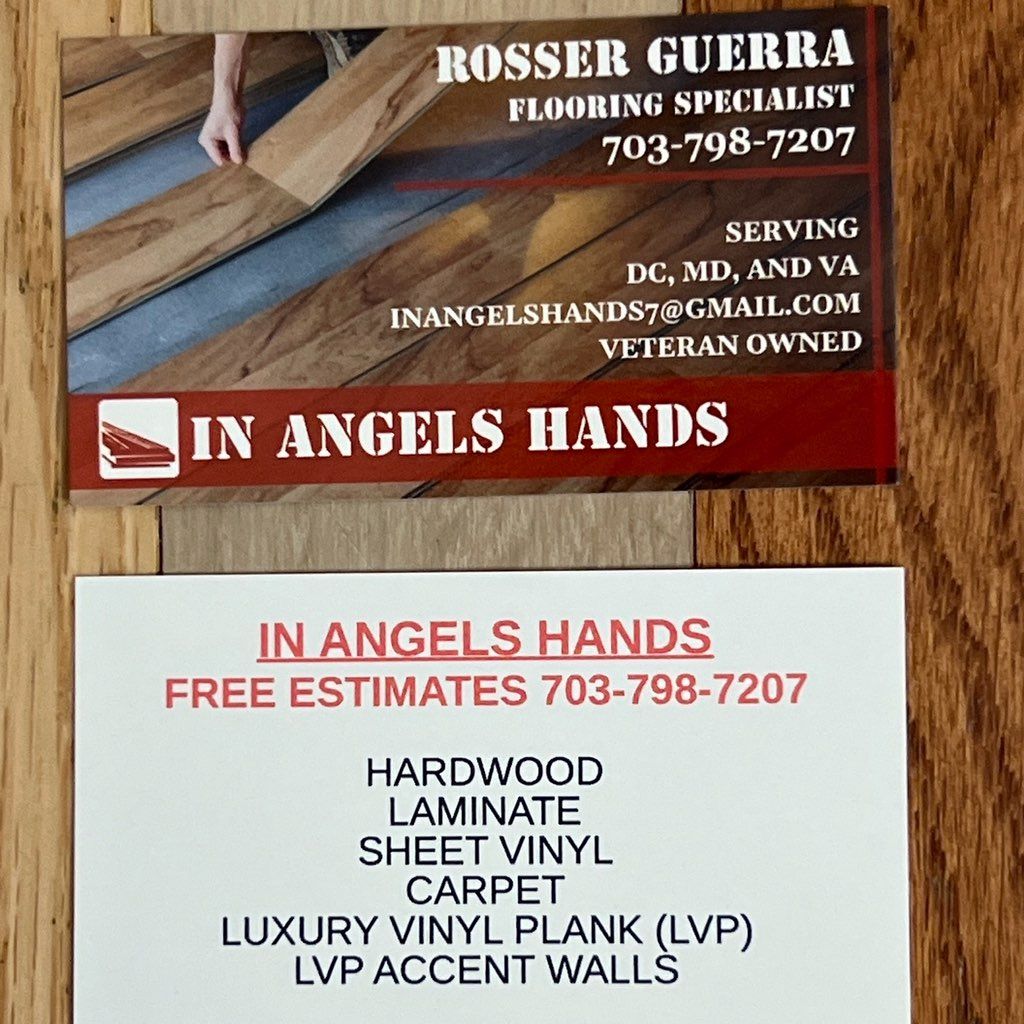 ROSSER GUERRA
FLOORING SPECIALIST
703-798-7207
SERVING
DC, MD, AND VA
INANGELSHANDS7@GMAIL.COM
VETERAN OWNED
IN ANGELS HANDS
IN ANGELS HANDS
FREE ESTIMATES 703-798-7207
HARDWOOD
LAMINATE
SHEET VINYL
CARPET
LUXURY VINYL PLANK (LVP)
LVP ACCENT WALLS